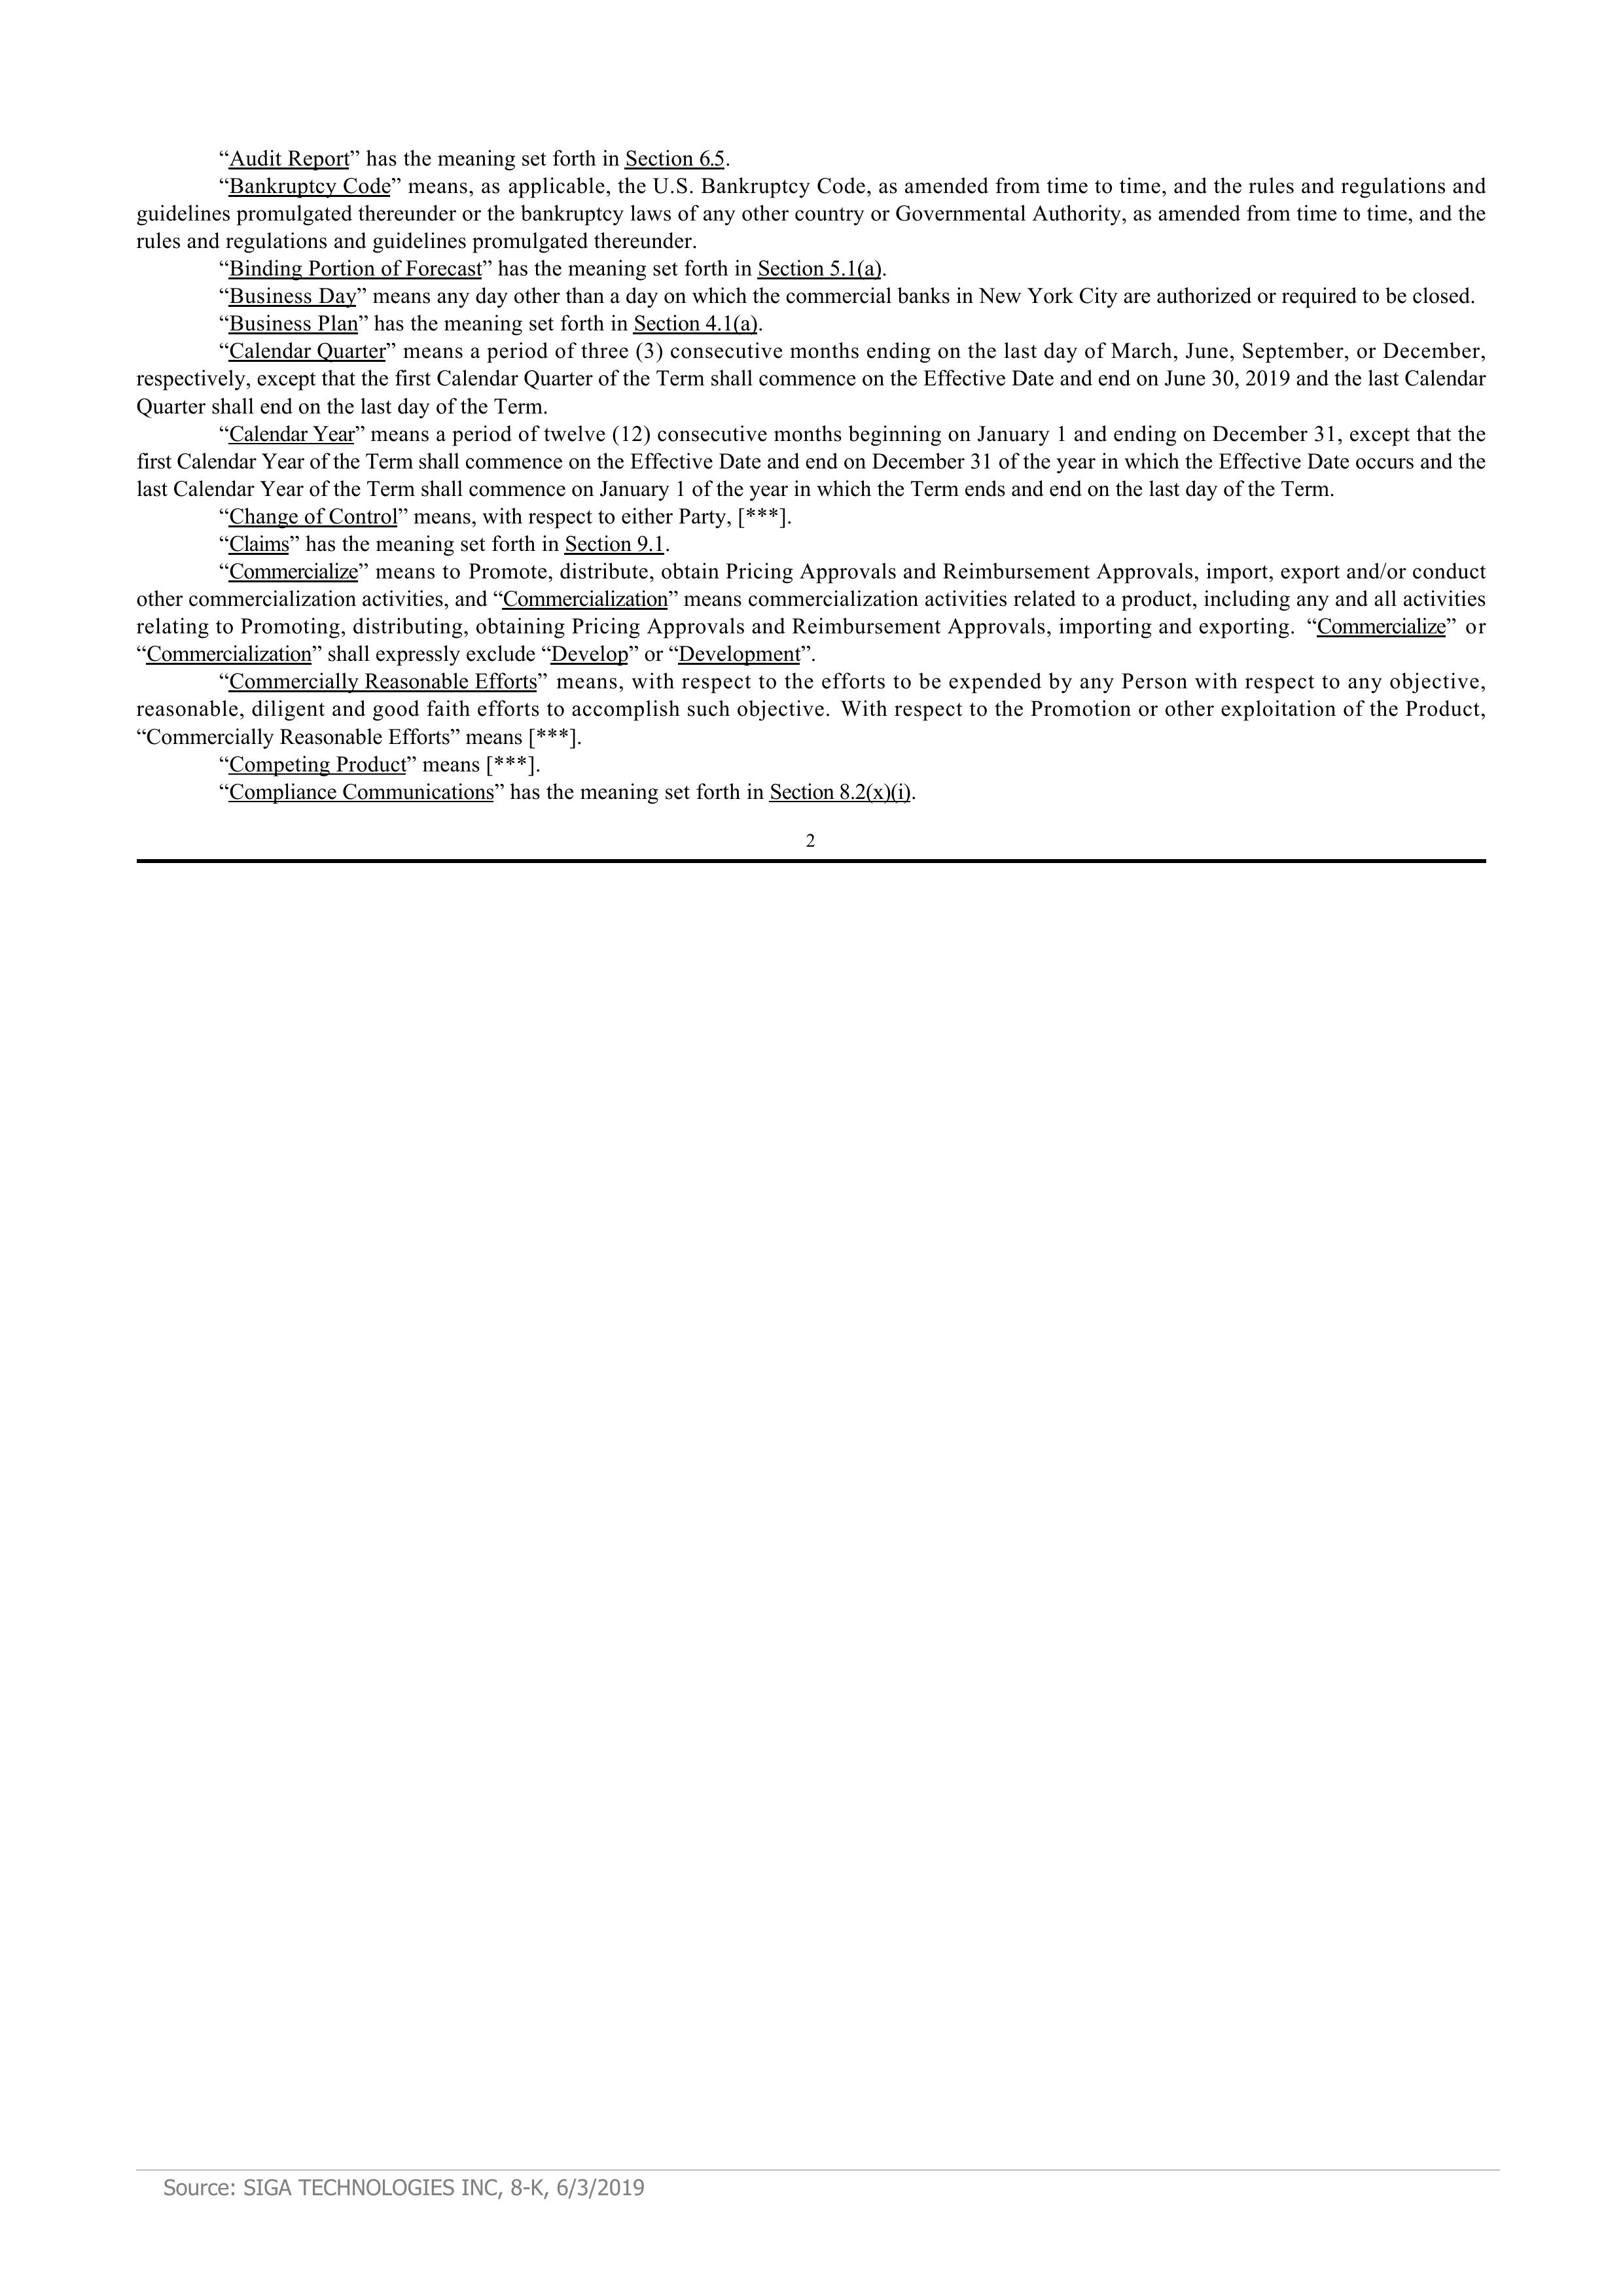 “Audit Report” has the meaning set forth in Section 6.5.
“Bankruptcy Code” means, as applicable, the U.S. Bankruptcy Code, as amended from time to time, and the rules and regulations and
guidelines promulgated thereunder or the bankruptcy laws of any other country or Governmental Authority, as amended from time to time, and the
rules and regulations and guidelines promulgated thereunder.
“Binding Portion of Forecast” has the meaning set forth in Section 5.1(a).
“Business Day” means any day other than a day on which the commercial banks in New York City are authorized or required to be closed.
“Business Plan” has the meaning set forth in Section 4.1(a).
“Calendar Quarter” means a period of three (3) consecutive months ending on the last day of March, June, September, or December,
respectively, except that the first Calendar Quarter of the Term shall commence on the Effective Date and end on June 30, 2019 and the last Calendar
Quarter shall end on the last day of the Term.
“Calendar Year” means a period of twelve (12) consecutive months beginning on January 1 and ending on December 31, except that the
first Calendar Year of the Term shall commence on the Effective Date and end on December 31 of the year in which the Effective Date occurs and the
last Calendar Year of the Term shall commence on January 1 of the year in which the Term ends and end on the last day of the Term.
“Change of Control” means, with respect to either Party, [***].
“Claims” has the meaning set forth in Section 9.1.
“Commercialize” means to Promote, distribute, obtain Pricing Approvals and Reimbursement Approvals, import, export and/or conduct
other commercialization activities, and “Commercialization” means commercialization activities related to a product, including any and all activities
relating to Promoting, distributing, obtaining Pricing Approvals and Reimbursement Approvals, importing and exporting. “Commercialize” or
“Commercialization” shall expressly exclude “Develop” or “Development”.
“Commercially Reasonable Efforts” means, with respect to the efforts to be expended by any Person with respect to any objective,
reasonable, diligent and good faith efforts to accomplish such objective. With respect to the Promotion or other exploitation of the Product,
“Commercially Reasonable Efforts” means [***].
“Competing Product” means [***].
“Compliance Communications” has the meaning set forth in Section 8.2(x)(i).
2
Source: SIGA TECHNOLOGIES INC, 8-K, 6/3/2019